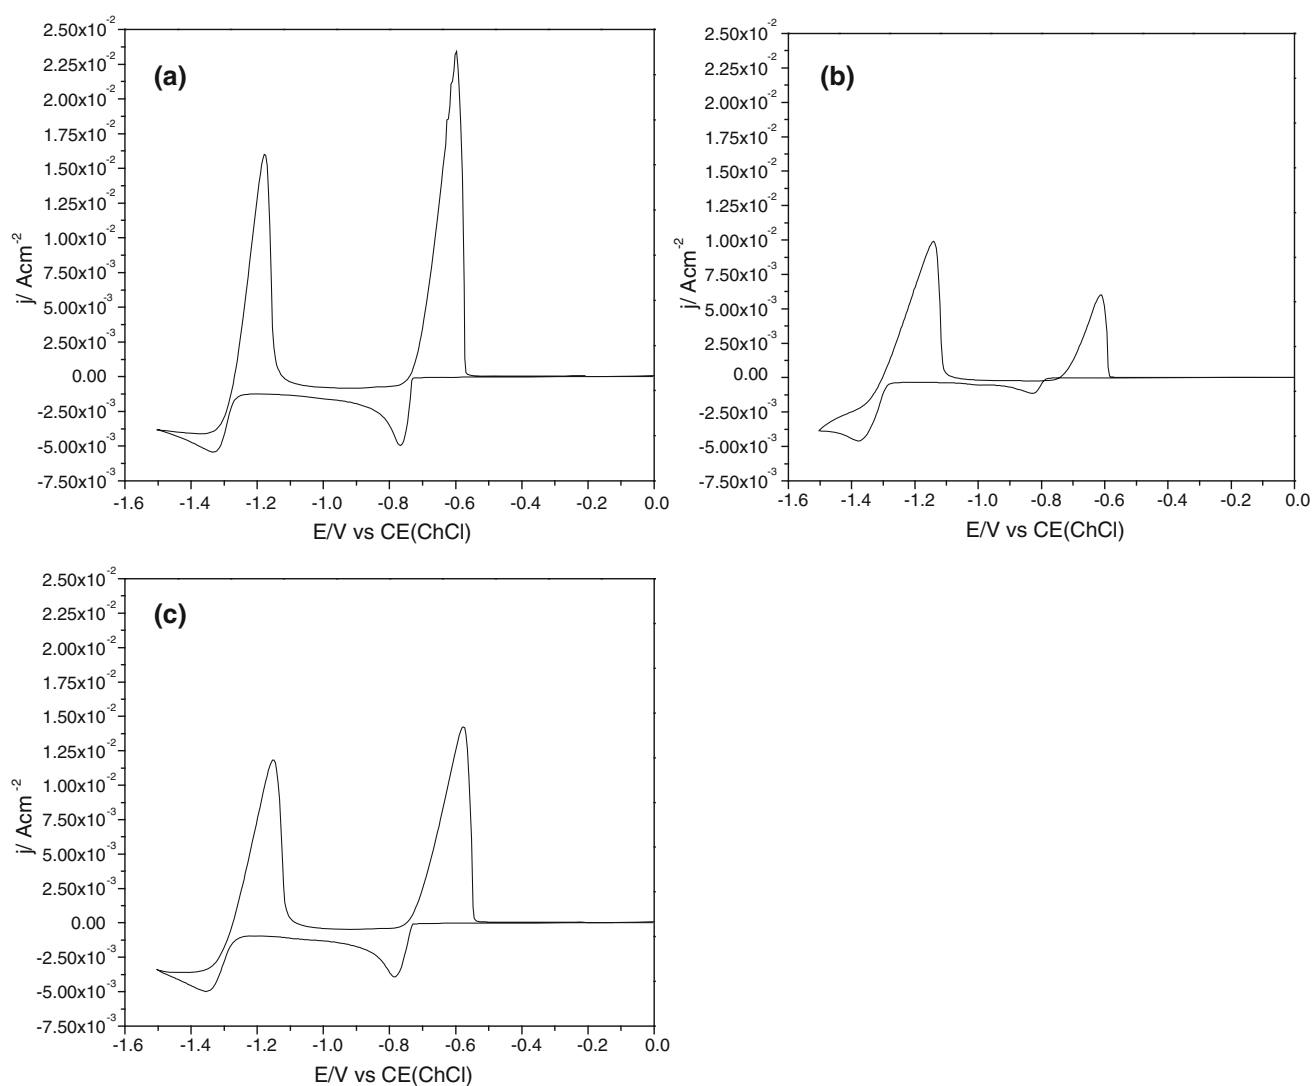 (a)
2.50x10⁻²
2.25x10⁻²
2.00x10⁻²
1.75x10⁻²
1.50x10⁻²
1.25x10⁻²
1.00x10⁻²
7.50x10⁻³
5.00x10⁻³
2.50x10⁻³
0.00
-2.50x10⁻³
-5.00x10⁻³
-7.50x10⁻³
j/ Acm⁻²
-1.6 -1.4 -1.2 -1.0 -0.8 -0.6 -0.4 -0.2 0.0
E/V vs CE(ChCl)
(b)
2.50x10⁻²
2.25x10⁻²
2.00x10⁻²
1.75x10⁻²
1.50x10⁻²
1.25x10⁻²
1.00x10⁻²
7.50x10⁻³
5.00x10⁻³
2.50x10⁻³
0.00
-2.50x10⁻³
-5.00x10⁻³
-7.50x10⁻³
j/ Acm⁻²
-1.6 -1.4 -1.2 -1.0 -0.8 -0.6 -0.4 -0.2 0.0
E/V vs CE(ChCl)
(c)
2.50x10⁻²
2.25x10⁻²
2.00x10⁻²
1.75x10⁻²
1.50x10⁻²
1.25x10⁻²
1.00x10⁻²
7.50x10⁻³
5.00x10⁻³
2.50x10⁻³
0.00
-2.50x10⁻³
-5.00x10⁻³
-7.50x10⁻³
j/ Acm⁻²
-1.6 -1.4 -1.2 -1.0 -0.8 -0.6 -0.4 -0.2 0.0
E/V vs CE(ChCl)